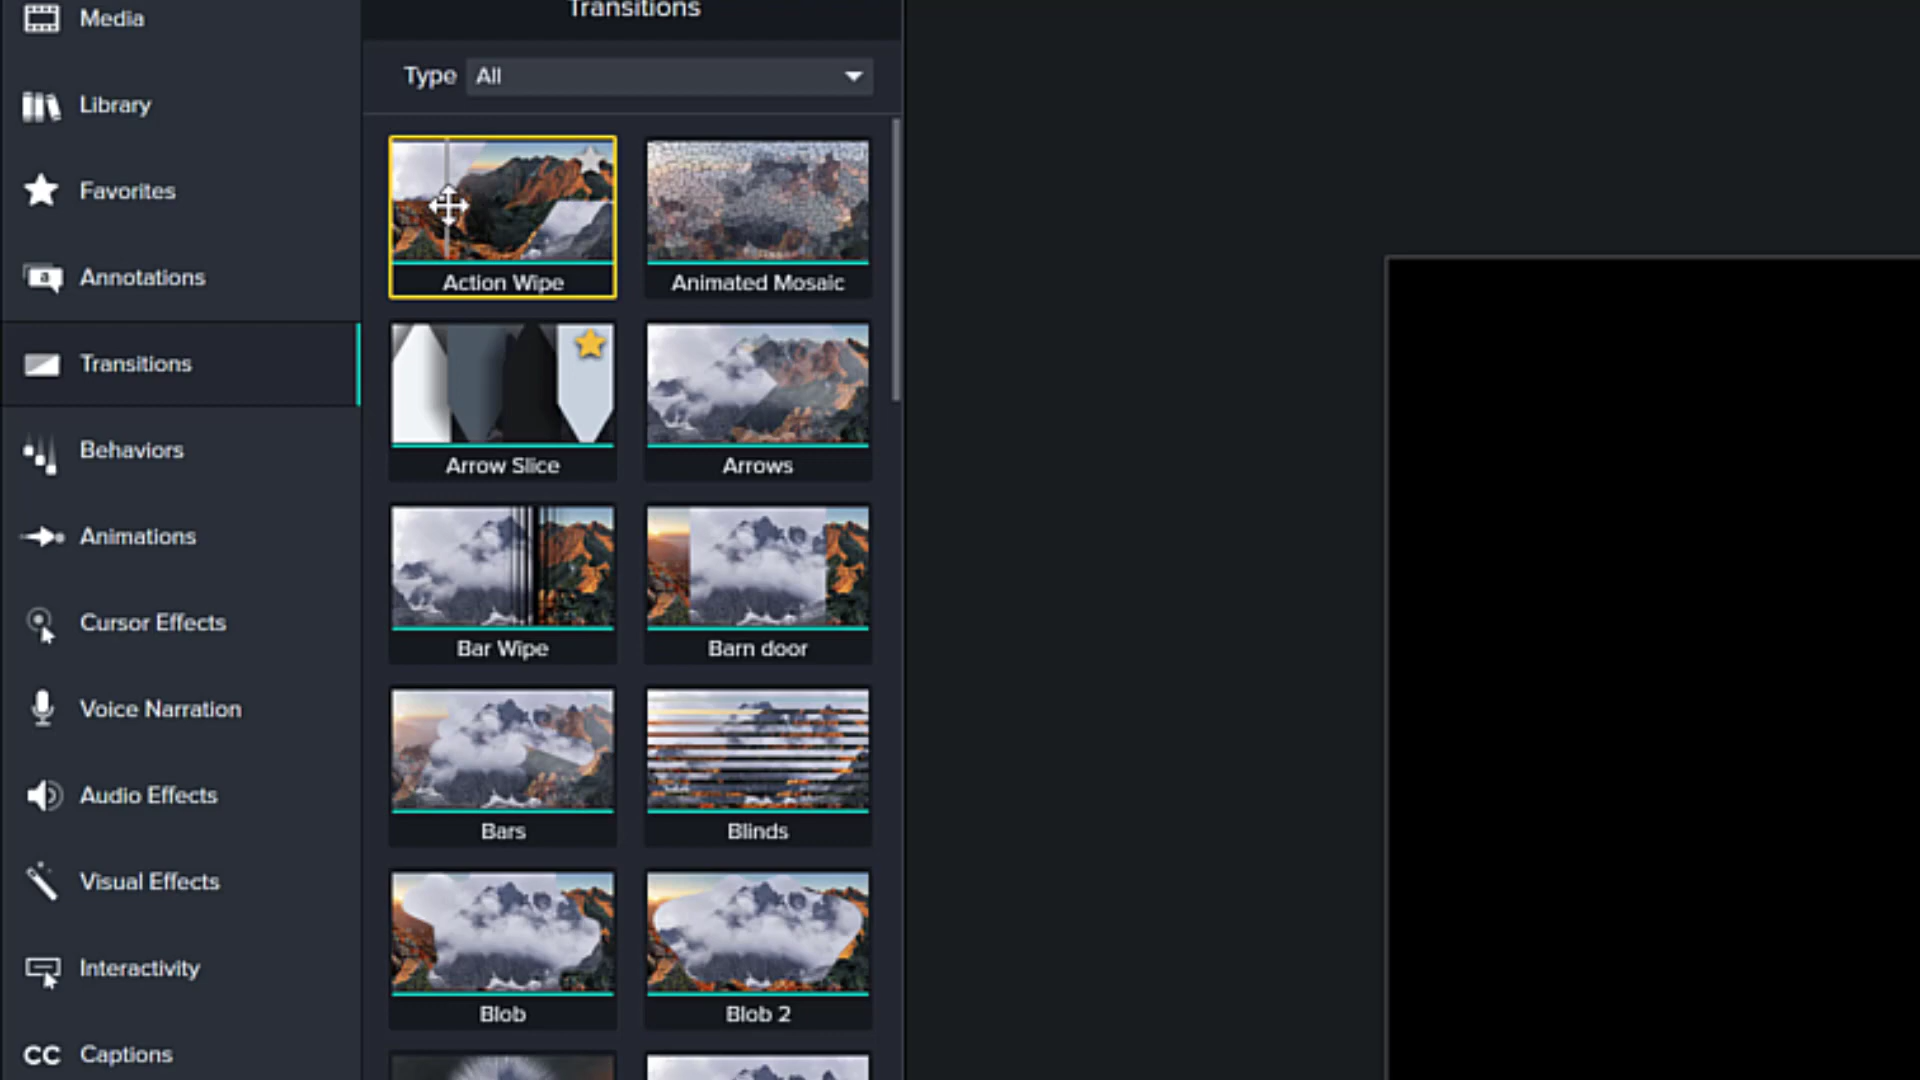 Media
Library
Favorites
Annotations
Transitions
Behaviors
Animations
Cursor Effects
Voice Narration
Audio Effects
Visual Effects
Interactivity
CC Captions
Transitions
Type All
Action Wipe
Animated Mosaic
Arrow Slice
Arrows
Bar Wipe
Barn door
Bars
Blinds
Blob
Blob 2